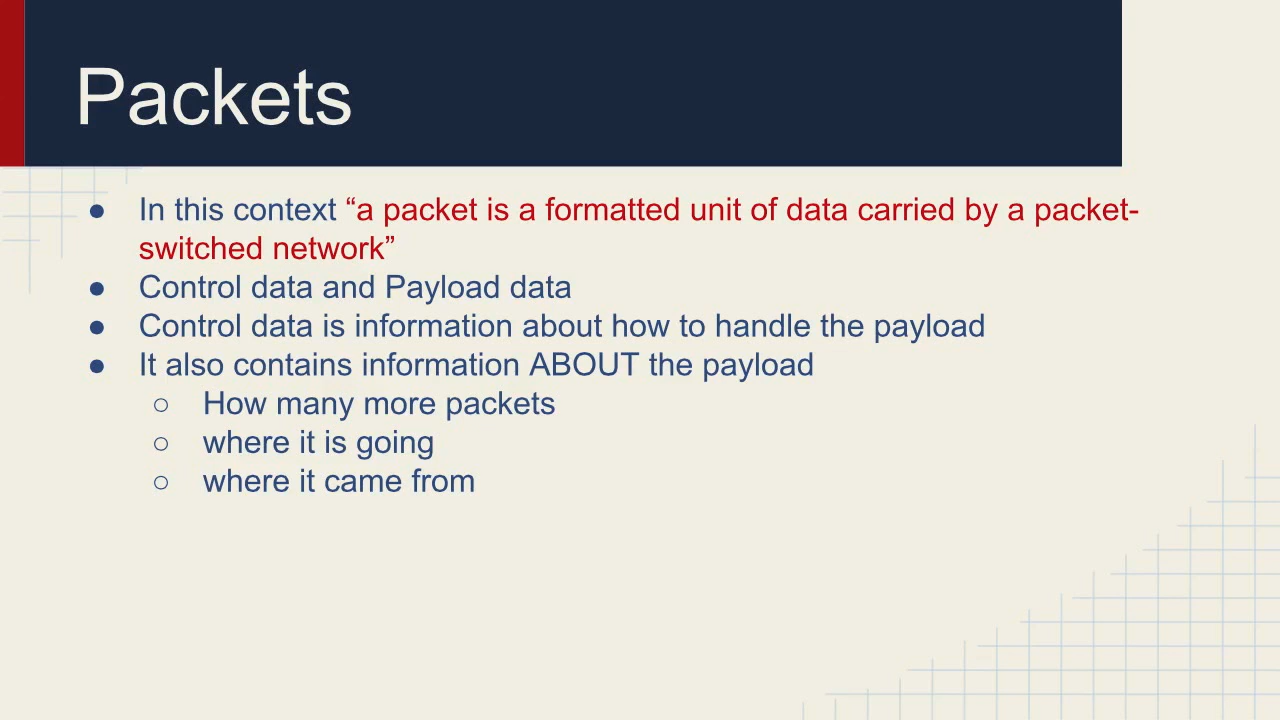 Packets
● In this context “a packet is a formatted unit of data carried by a packet-
switched network”
● Control data and Payload data
● Control data is information about how to handle the payload
● It also contains information ABOUT the payload
○ How many more packets
○ where it is going
○ where it came from